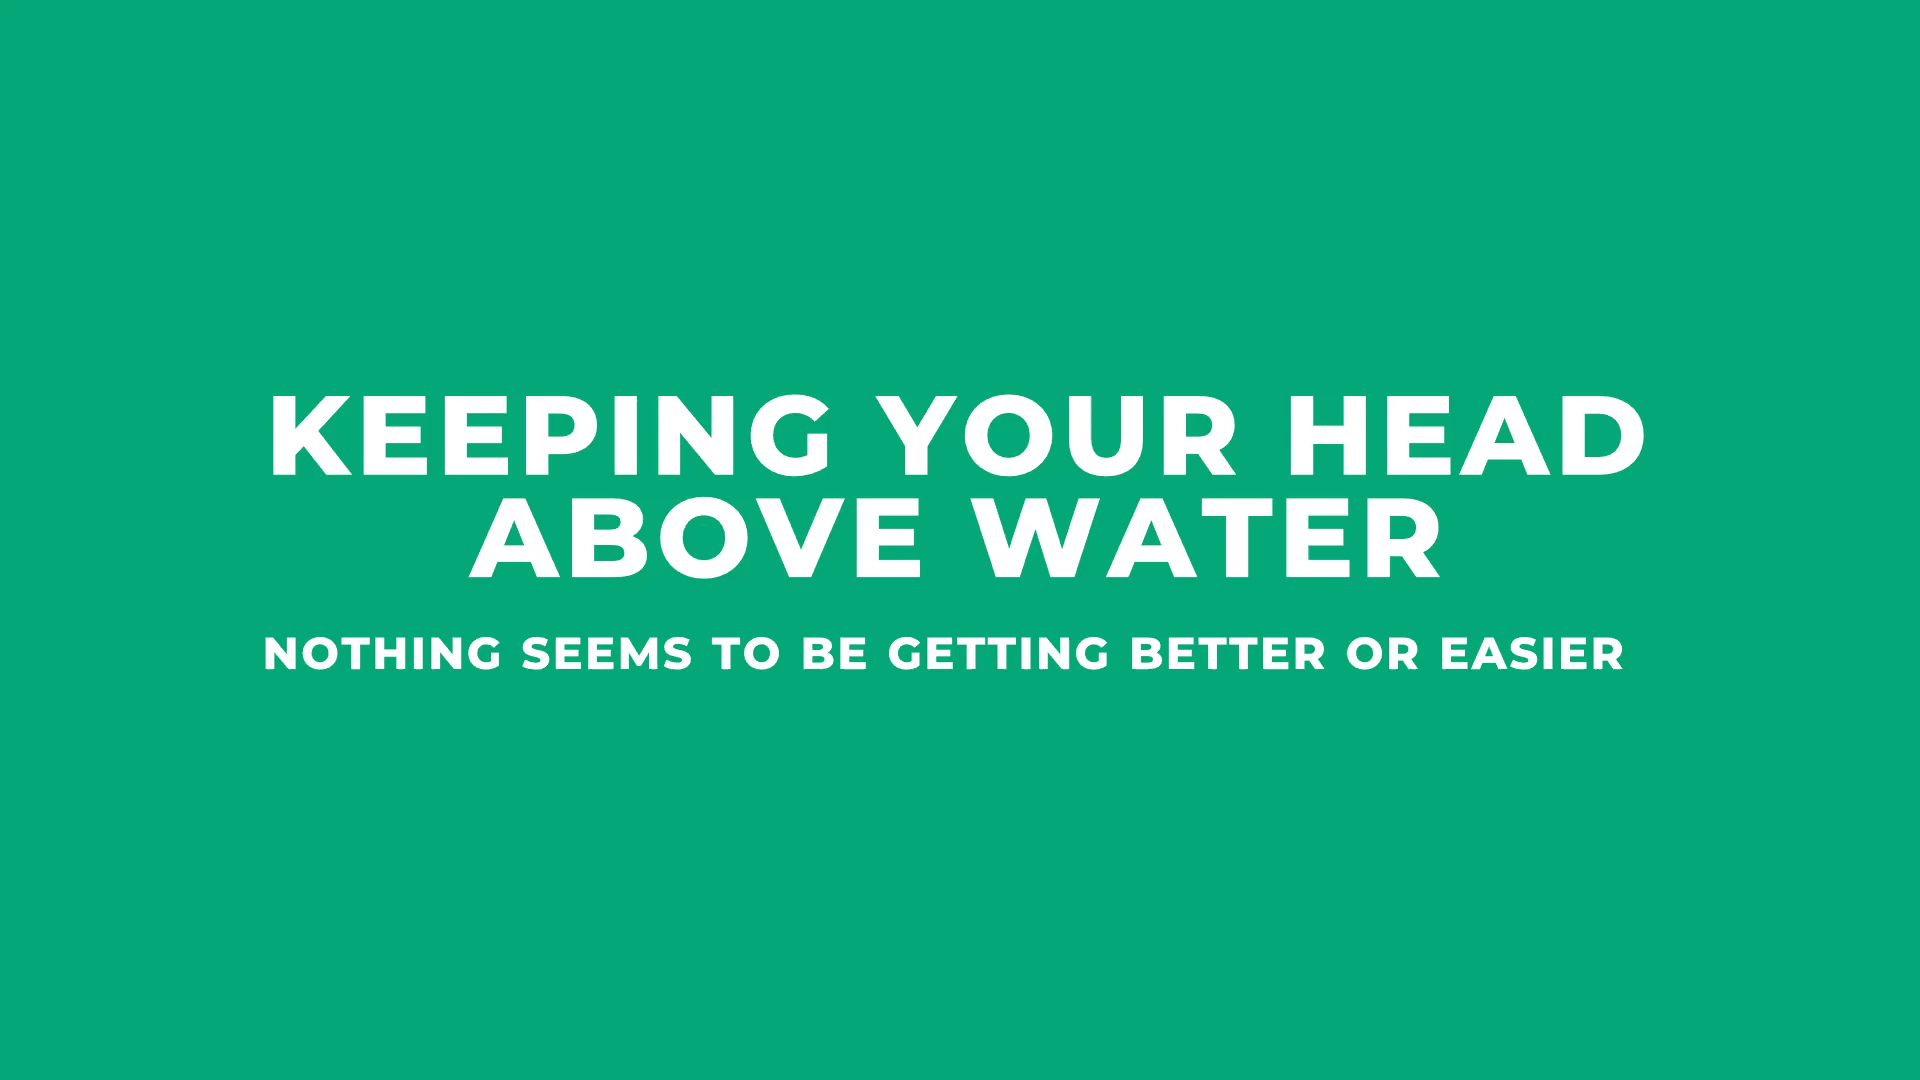 KEEPING YOUR HEAD
ABOVE WATER
NOTHING SEEMS TO BE GETTING BETTER OR EASIER